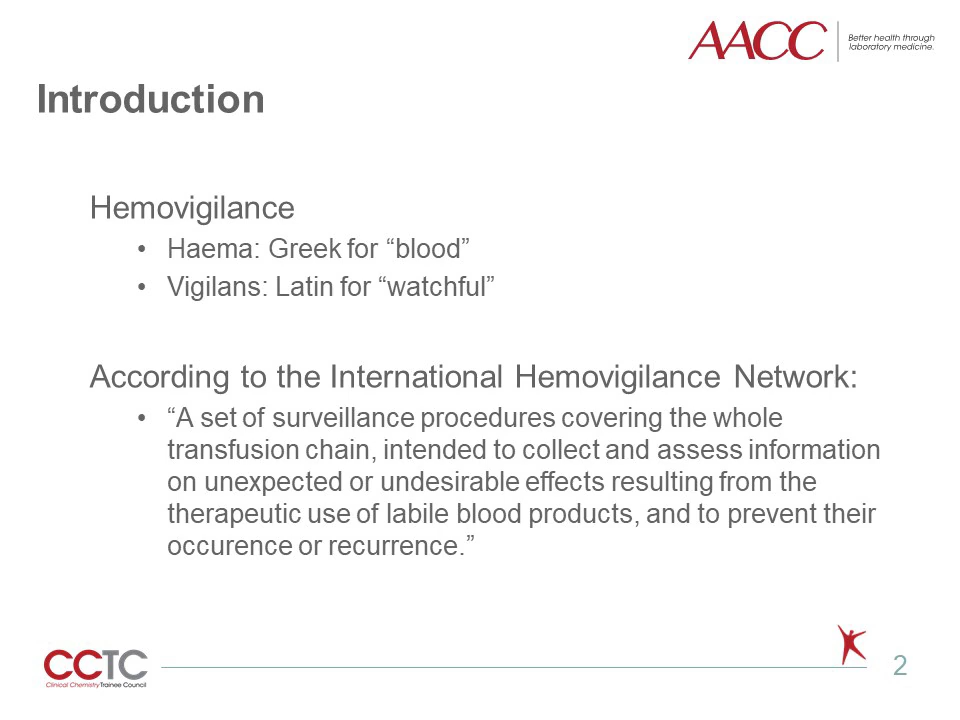 AACC
Better health through
laboratory medicine.
Introduction
Hemovigilance
• Haema: Greek for “blood”
• Vigilans: Latin for “watchful”
According to the International Hemovigilance Network:
• “A set of surveillance procedures covering the whole
transfusion chain, intended to collect and assess information
on unexpected or undesirable effects resulting from the
therapeutic use of labile blood products, and to prevent their
occurence or recurrence.”
CCTC
Clinical Chemistry Trainee Council
2